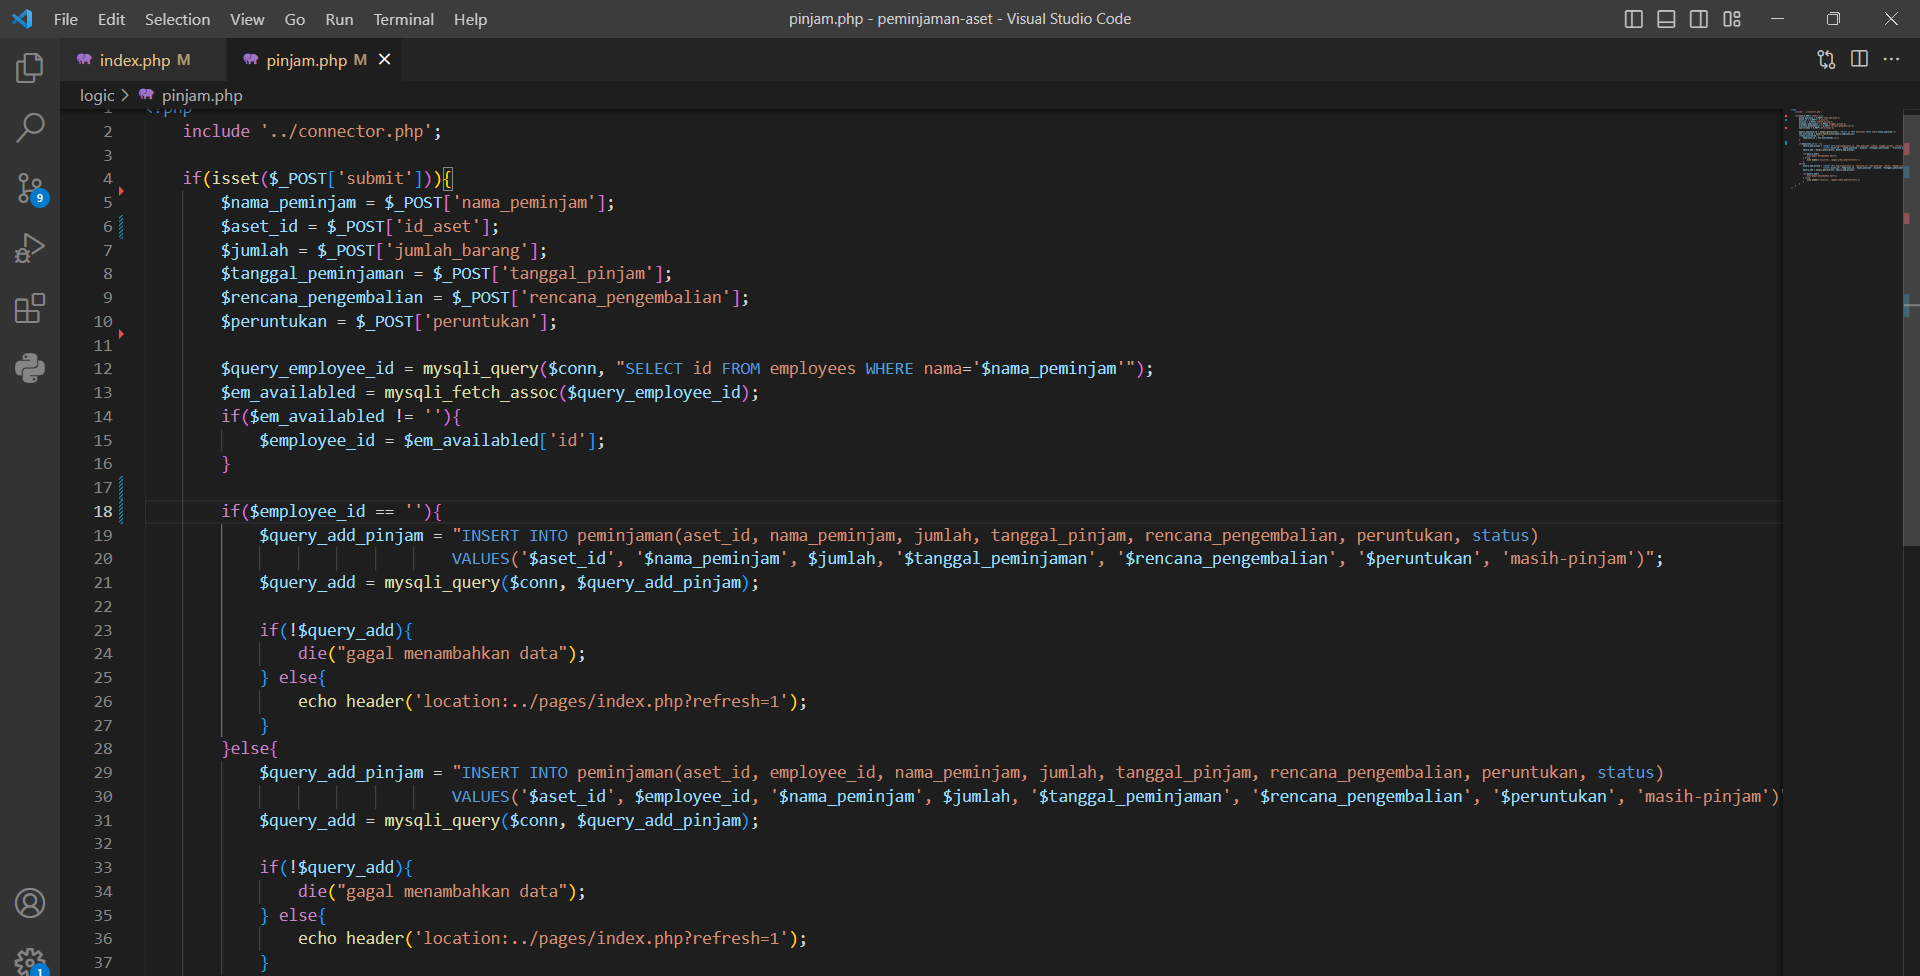 File Edit Selection View Go Run Terminal Help
pinjam.php - peminjaman-aset - Visual Studio Code
index.php M
pinjam.php M
logic > pinjam.php
1 <?php
2 include '../connector.php';
3
4 if(isset($_POST['submit'])){
5 $nama_peminjam = $_POST['nama_peminjam'];
6 $aset_id = $_POST['id_aset'];
7 $jumlah = $_POST['jumlah_barang'];
8 $tanggal_peminjaman = $_POST['tanggal_pinjam'];
9 $rencana_pengembalian = $_POST['rencana_pengembalian'];
10 $peruntukan = $_POST['peruntukan'];
11
12 $query_employee_id = mysqli_query($conn, "SELECT id FROM employees WHERE nama='$nama_peminjam'");
13 $em_availabled = mysqli_fetch_assoc($query_employee_id);
14 if($em_availabled != ''){
15 $employee_id = $em_availabled['id'];
16 }
17
18 if($employee_id == ''){
19 $query_add_pinjam = "INSERT INTO peminjaman(aset_id, nama_peminjam, jumlah, tanggal_pinjam, rencana_pengembalian, peruntukan, status)
20 VALUES('$aset_id', '$nama_peminjam', $jumlah, '$tanggal_peminjaman', '$rencana_pengembalian', '$peruntukan', 'masih-pinjam')";
21 $query_add = mysqli_query($conn, $query_add_pinjam);
22
23 if(!$query_add){
24 die("gagal menambahkan data");
25 } else{
26 echo header('location:../pages/index.php?refresh=1');
27 }
28 }else{
29 $query_add_pinjam = "INSERT INTO peminjaman(aset_id, employee_id, nama_peminjam, jumlah, tanggal_pinjam, rencana_pengembalian, peruntukan, status)
30 VALUES('$aset_id', $employee_id, '$nama_peminjam', $jumlah, '$tanggal_peminjaman', '$rencana_pengembalian', '$peruntukan', 'masih-pinjam')"
31 $query_add = mysqli_query($conn, $query_add_pinjam);
32
33 if(!$query_add){
34 die("gagal menambahkan data");
35 } else{
36 echo header('location:../pages/index.php?refresh=1');
37 }
9
1